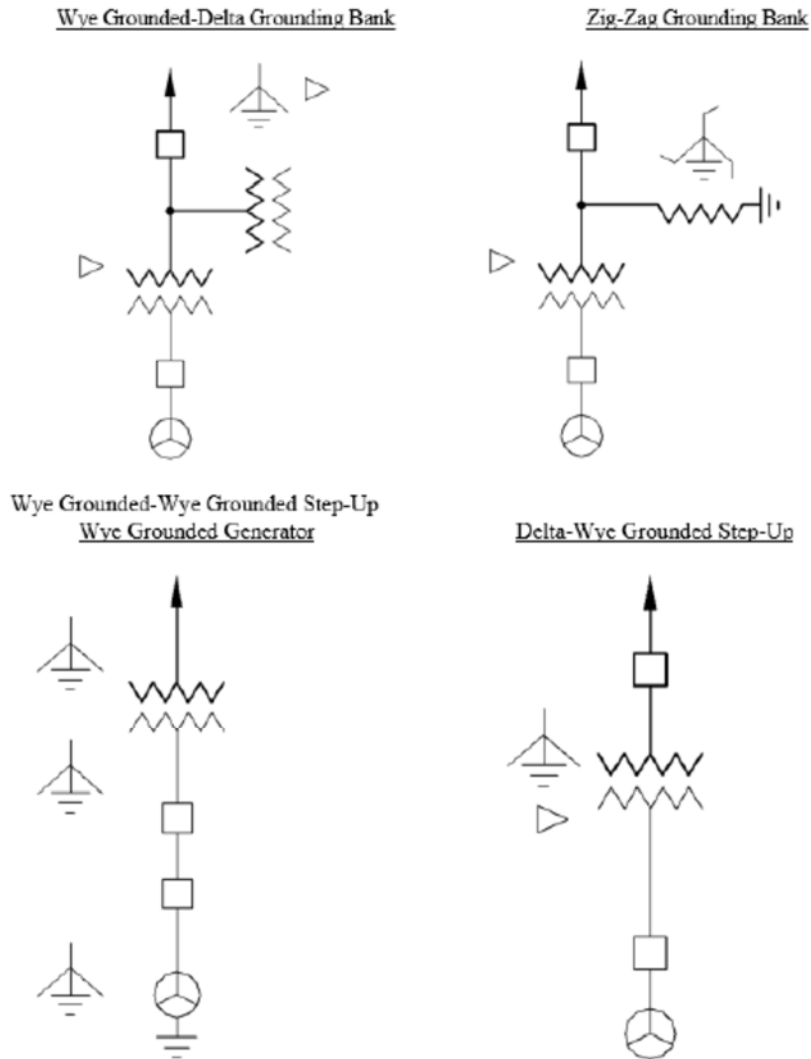 Wye Grounded-Delta Grounding Bank
Zig-Zag Grounding Bank
Wye Grounded-Wye Grounded Step-Up
Wye Grounded Generator
Delta-Wye Grounded Step-Up